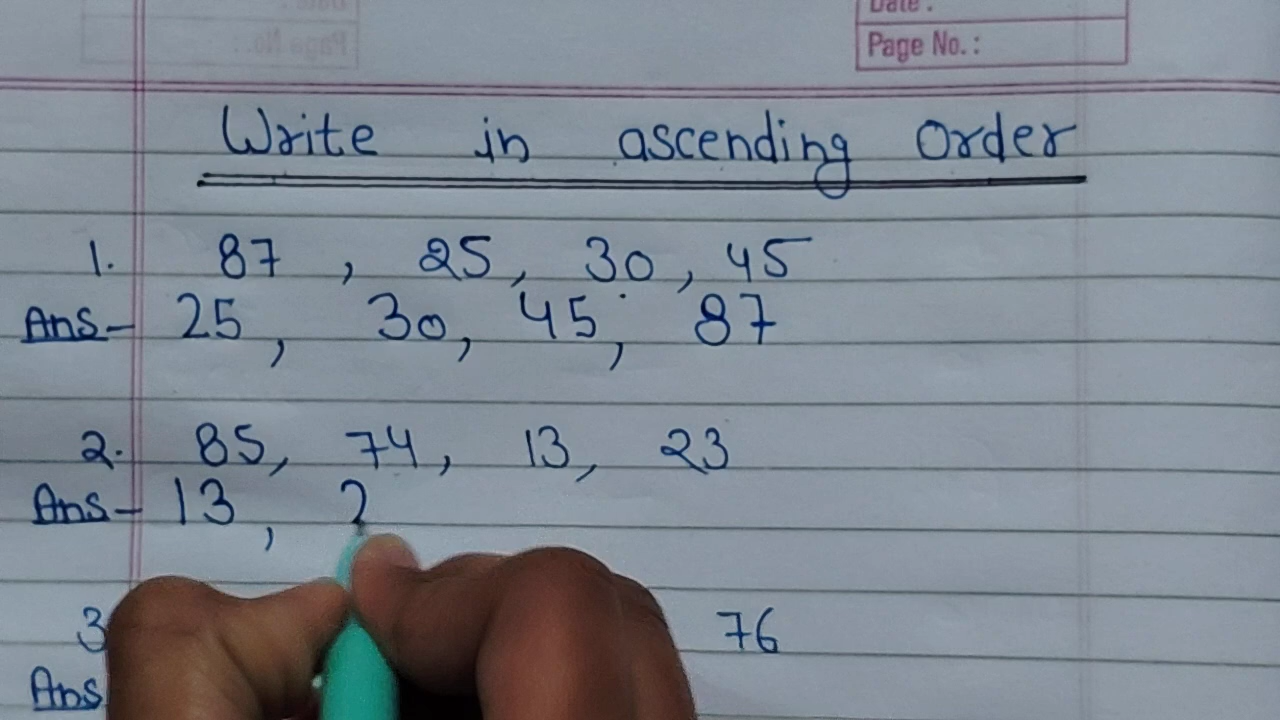 Date :
Page No. :
Write in ascending Order
1. 87 , 25, 30, 45
Ans- 25, 30, 45, 87
2. 85, 74, 13, 23
Ans- 13, 2
3 76
Ans